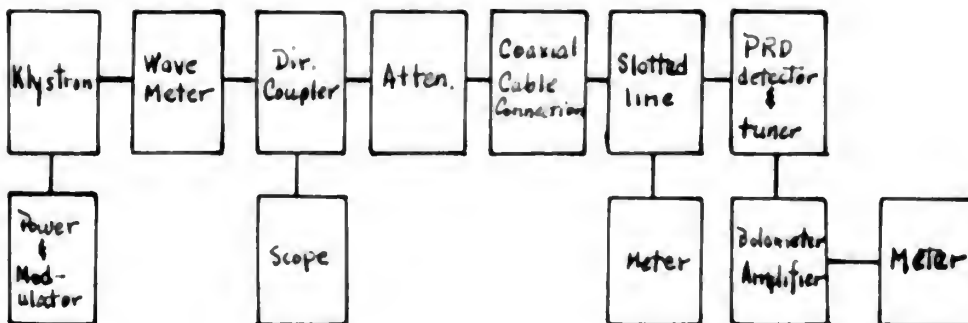 Klystron
Wave
Meter
Dir.
Coupler
Atten.
Coaxial
Cable
Connection
Slotted
line
PRD
detector
&
tuner
Power
&
Mod-
ulator
Scope
Meter
Bolometer
Amplifier
Meter